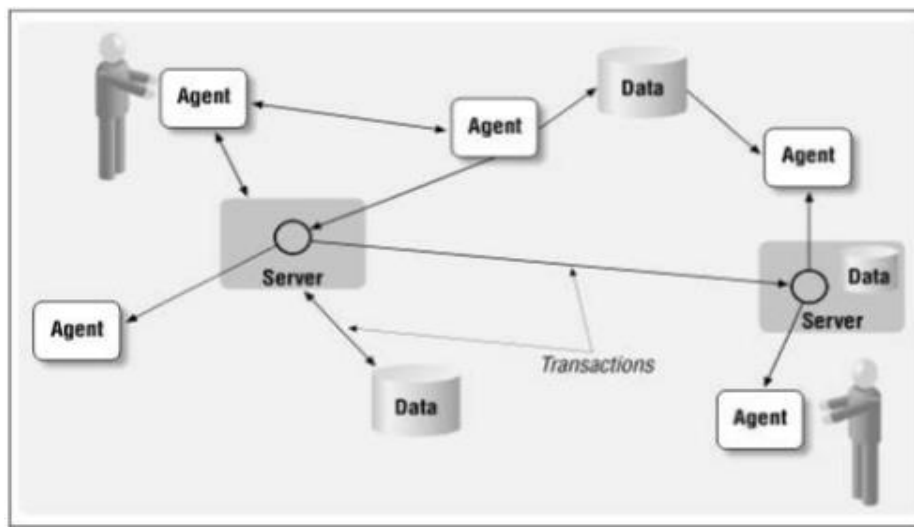 Agent
Agent
Data
Agent
Server
Data
Server
Agent
Transactions
Data
Agent